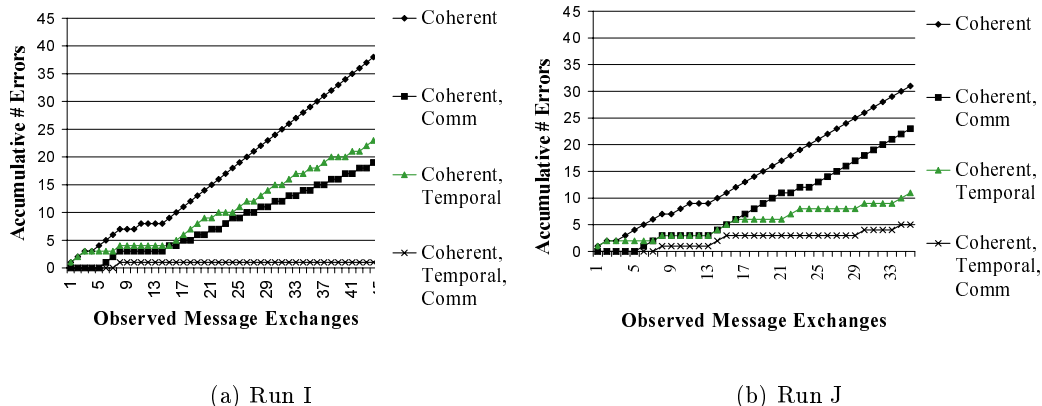 45
40
35
30
25
20
15
10
5
0
Accumulative # Errors
1 5 9 13 17 21 25 29 33 37 41
Observed Message Exchanges
Coherent
Coherent,
Comm
Coherent,
Temporal
Coherent,
Temporal,
Comm
(a) Run I
45
40
35
30
25
20
15
10
5
0
Accumulative # Errors
1 5 9 13 17 21 25 29 33
Observed Message Exchanges
Coherent
Coherent,
Comm
Coherent,
Temporal
Coherent,
Temporal,
Comm
(b) Run J